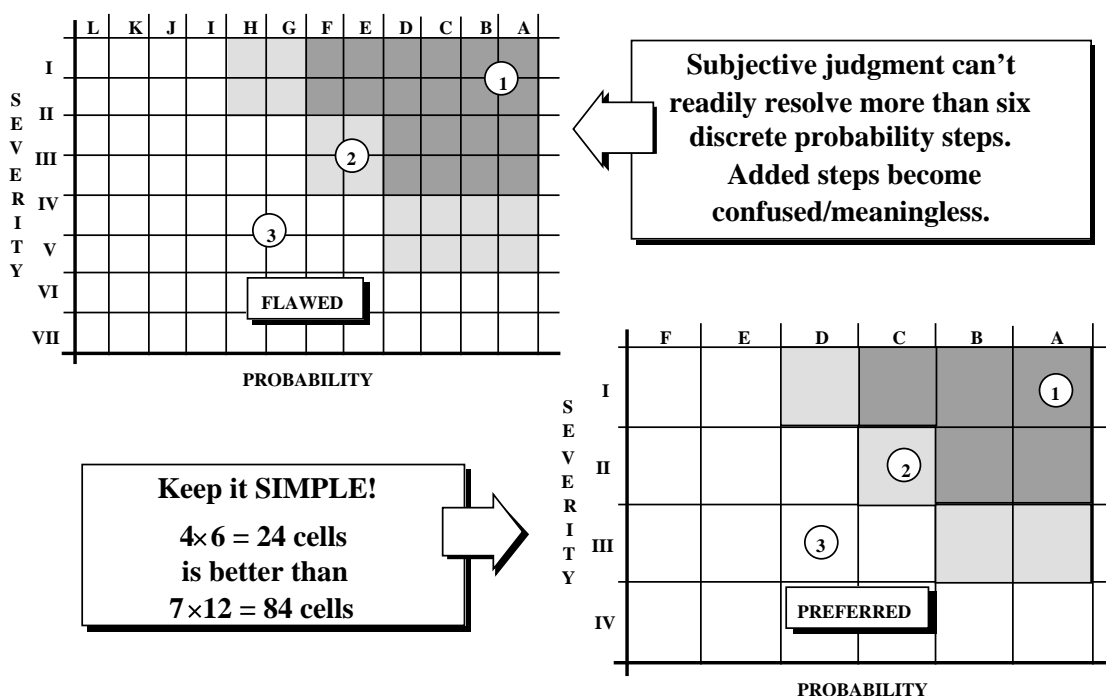 L K J I H G F E D C B A
I
II
III
IV
V
VI
VII
SEVERITY
1
2
3
FLAWED
PROBABILITY
Subjective judgment can’t
readily resolve more than six
discrete probability steps.
Added steps become
confused/meaningless.
Keep it SIMPLE!
4×6 = 24 cells
is better than
7×12 = 84 cells
F E D C B A
I
II
III
IV
SEVERITY
1
2
3
PREFERRED
PROBABILITY